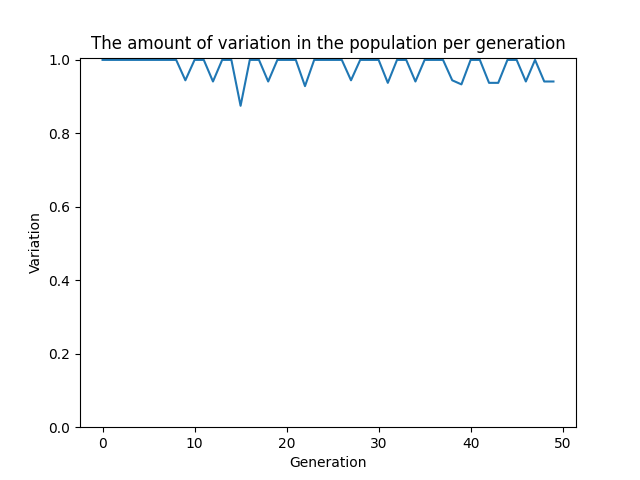 The amount of variation in the population per generation
1.0
0.8
0.6
0.4
0.2
0.0
Variation
0 10 20 30 40 50
Generation